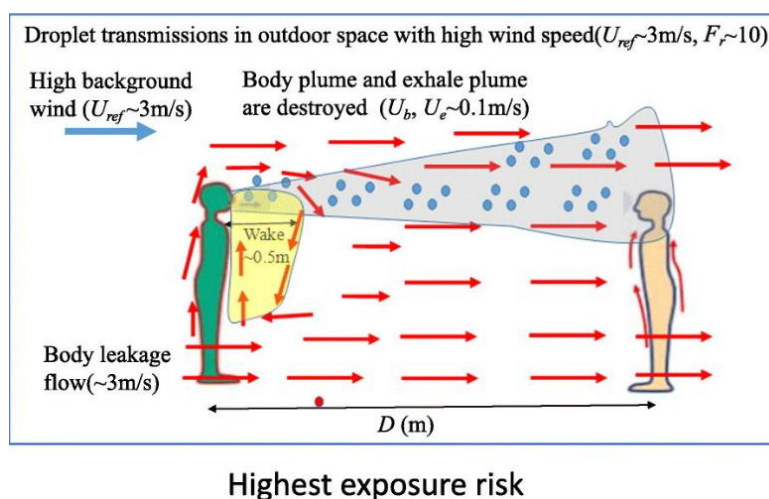 Droplet transmissions in outdoor space with high wind speed(Uref~3m/s, Fr~10)
High background
wind (Uref~3m/s)
Body plume and exhale plume
are destroyed (Ub, Ue~0.1m/s)
Wake
~0.5m
Body leakage
flow(~3m/s)
D (m)
Highest exposure risk